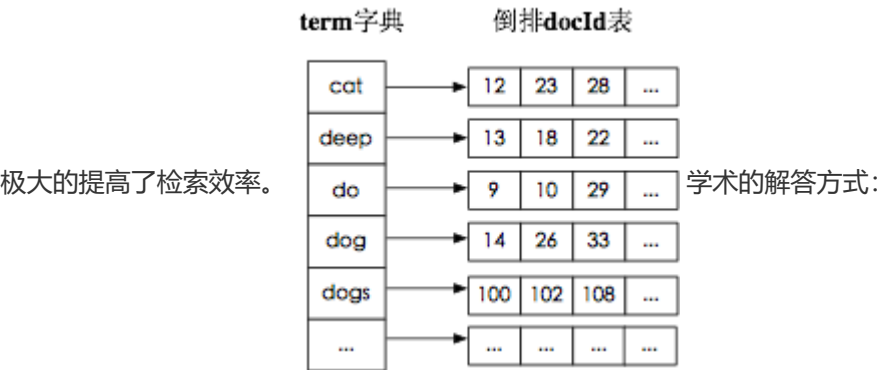 term字典 倒排docId表
cat 12 23 28 ...
deep 13 18 22 ...
极大的提高了检索效率。 do 9 10 29 ... 学术的解答方式：
dog 14 26 33 ...
dogs 100 102 108 ...
... ... ... ... ...